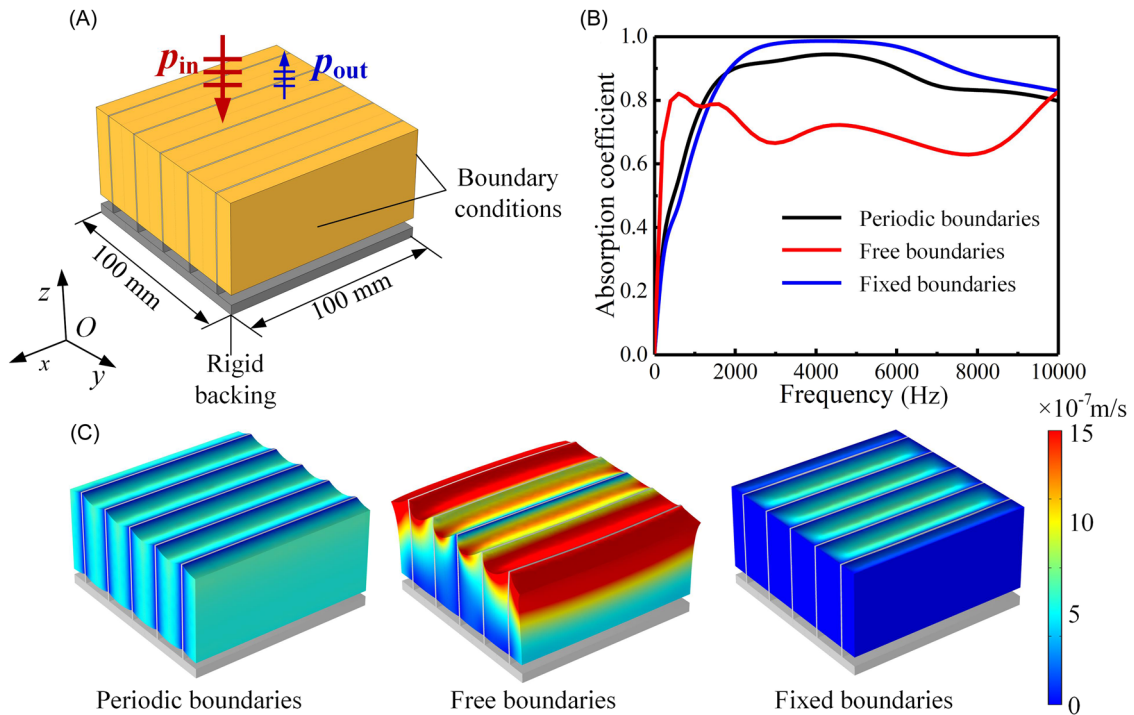 (A)
p_in
p_out
Boundary
conditions
100 mm
100 mm
z
O
x
y
Rigid
backing
(B)
Absorption coefficient
1.0
0.8
0.6
0.4
0.2
0.0
Periodic boundaries
Free boundaries
Fixed boundaries
0 2000 4000 6000 8000 10000
Frequency (Hz)
(C)
×10⁻⁷m/s
15
10
5
0
Periodic boundaries
Free boundaries
Fixed boundaries